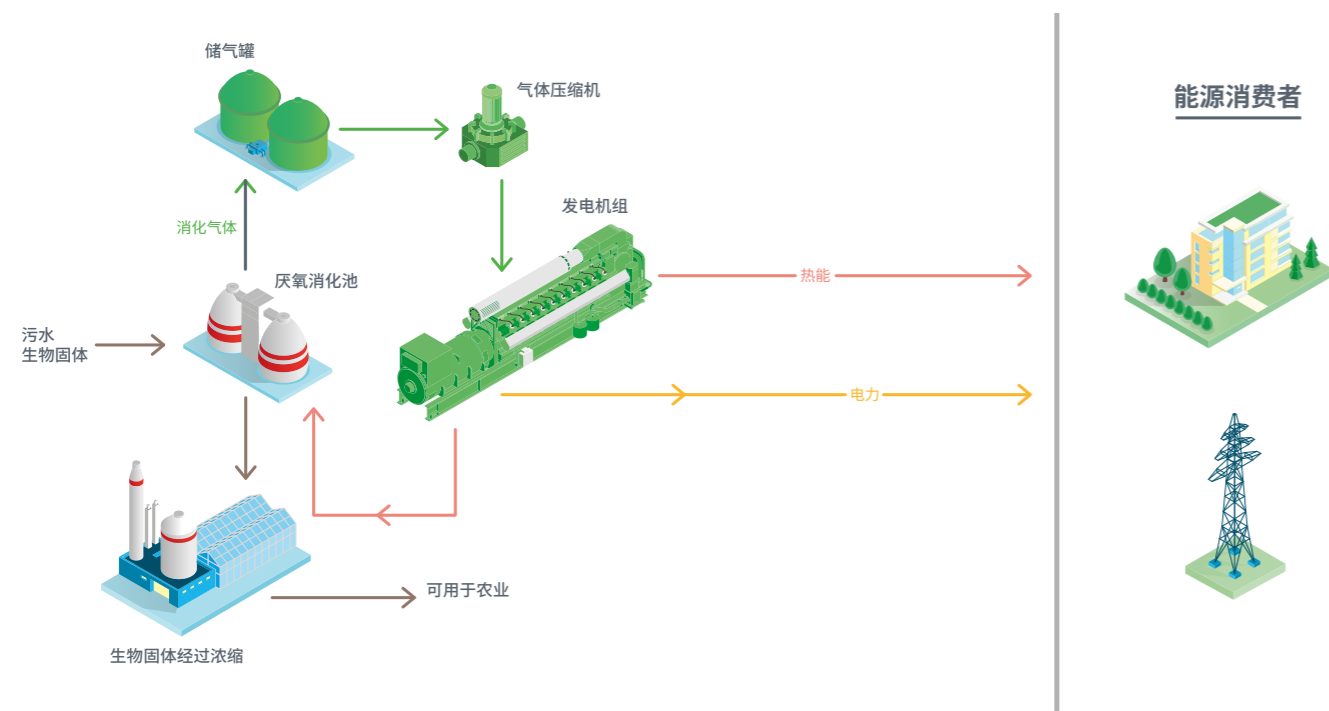 储气罐
气体压缩机
能源消费者
发电机组
消化气体
厌氧消化池
热能
污水
生物固体
电力
可用于农业
生物固体经过浓缩